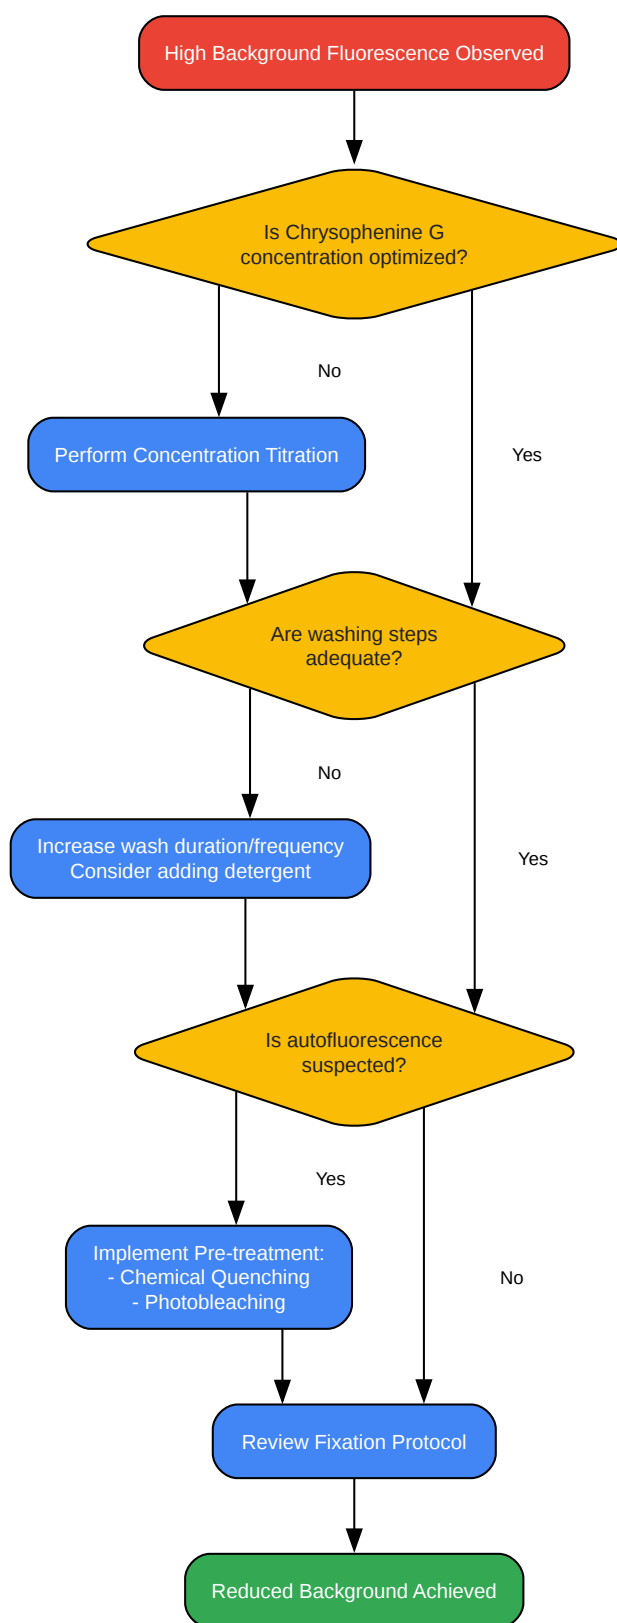 High Background Fluorescence Observed
Is Chrysophenine G
concentration optimized?
No
Perform Concentration Titration
Yes
Are washing steps
adequate?
No
Increase wash duration/frequency
Consider adding detergent
Yes
Is autofluorescence
suspected?
Yes
Implement Pre-treatment:
- Chemical Quenching
- Photobleaching
No
Review Fixation Protocol
Reduced Background Achieved